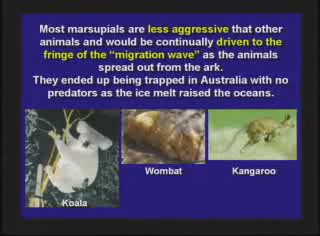 Most marsupials are less aggressive that other
animals and would be continually driven to the
fringe of the “migration wave” as the animals
spread out from the ark.
They ended up being trapped in Australia with no
predators as the ice melt raised the oceans.
Wombat
Kangaroo
Koala